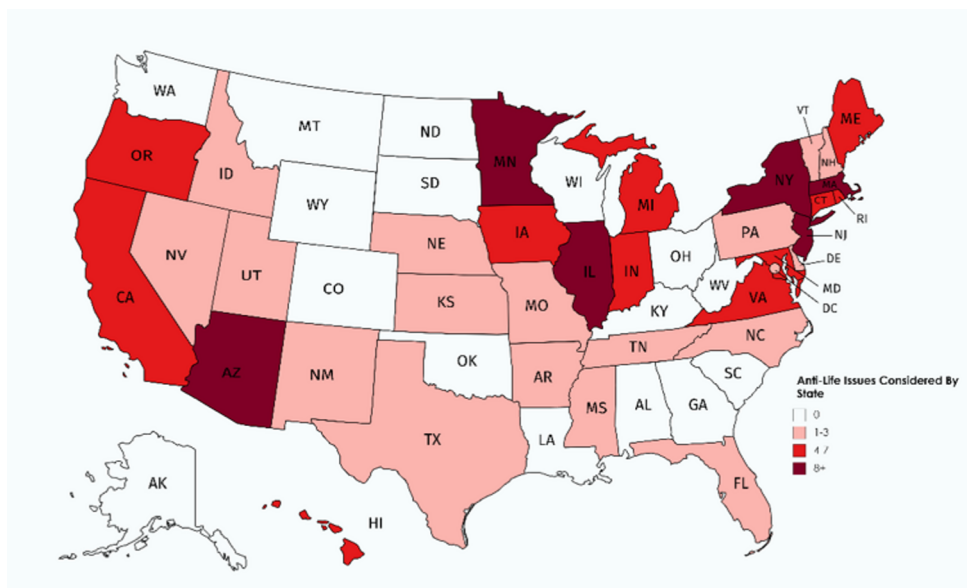 WA
MT
ND
MN
OR
ID
SD
WI
WY
MI
VT
ME
NH
NY
MA
CT
RI
NV
UT
CO
NE
IA
IL
IN
OH
PA
NJ
DE
MD
DC
CA
KS
MO
KY
WV
VA
AZ
NM
OK
AR
TN
NC
SC
TX
LA
MS
AL
GA
FL
AK
HI
Anti-Life Issues Considered By
State
0
1-3
4 7
8+